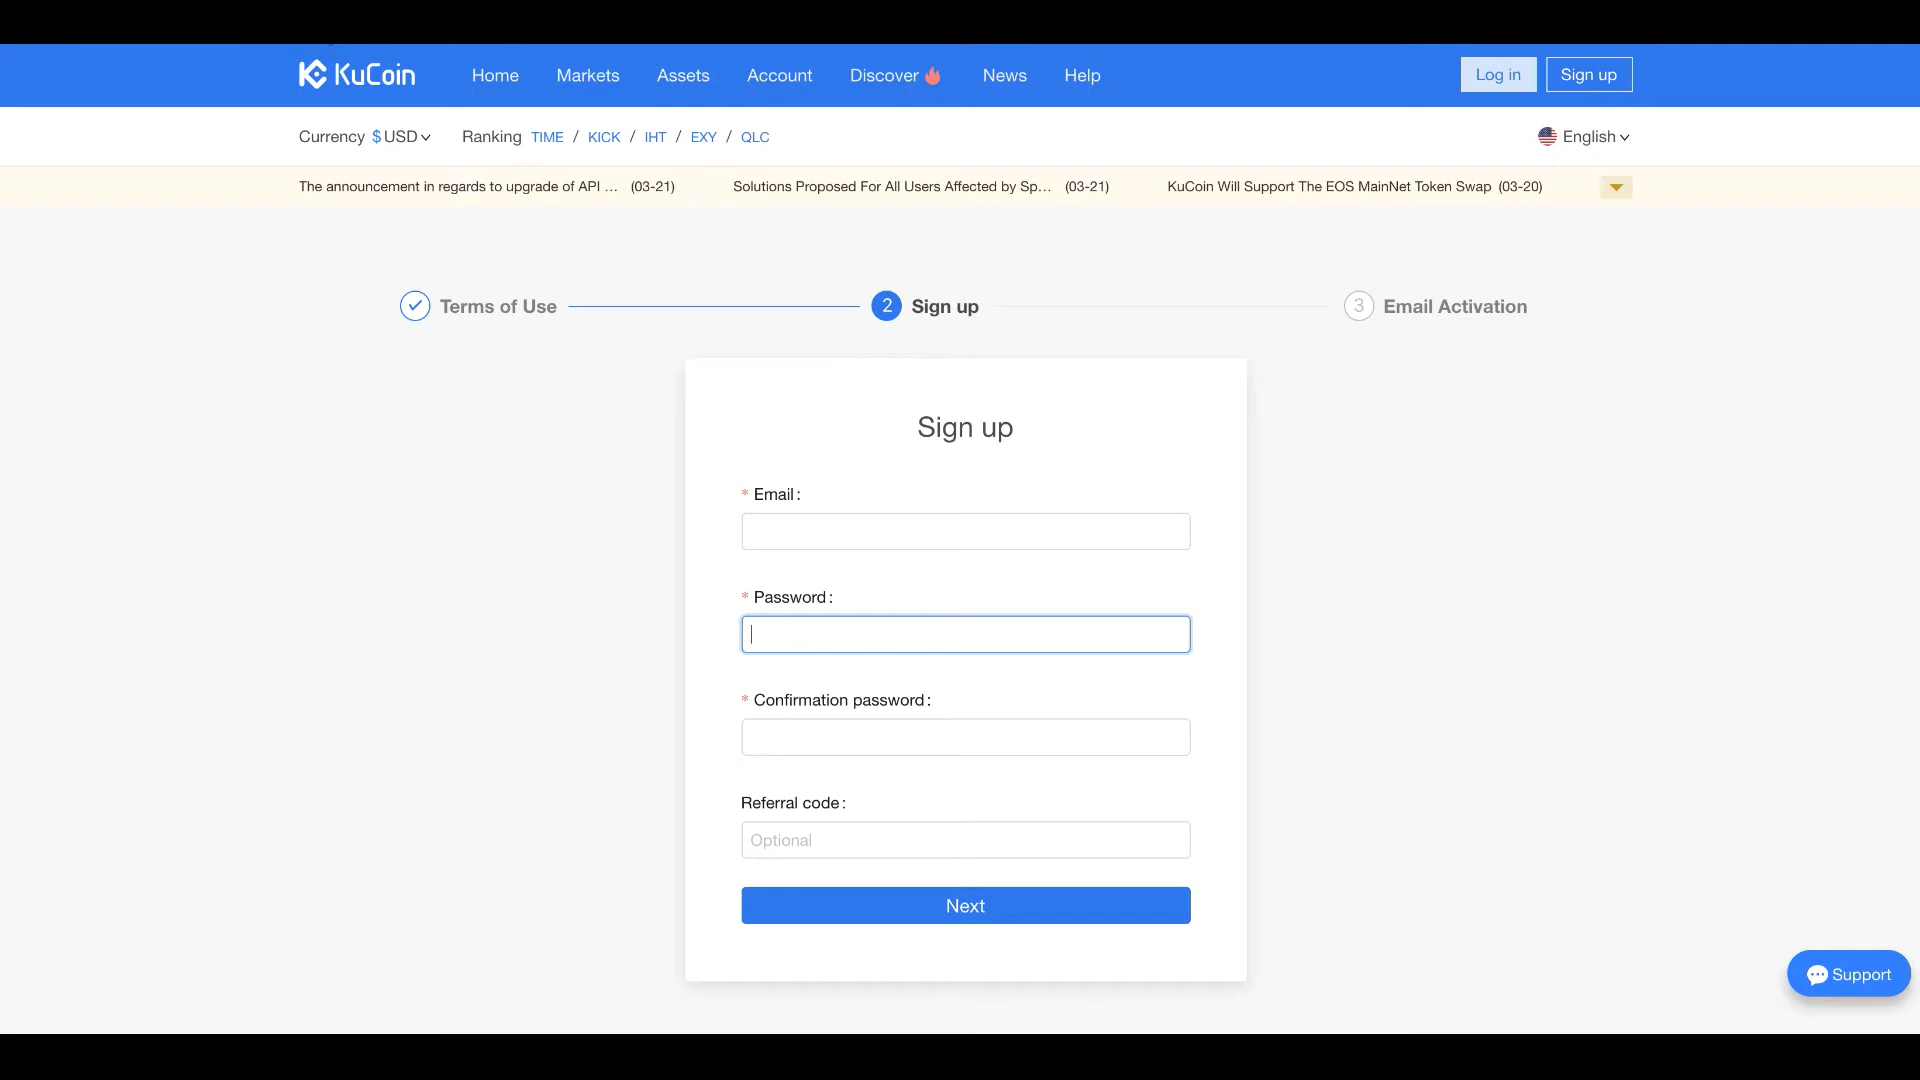 KuCoin Home Markets Assets Account Discover News Help Log in Sign up
Currency $ USD Ranking TIME / KICK / IHT / EXY / QLC English
The announcement in regards to upgrade of API ... (03-21) Solutions Proposed For All Users Affected by Sp... (03-21) KuCoin Will Support The EOS MainNet Token Swap (03-20)
Terms of Use 2 Sign up 3 Email Activation
Sign up
* Email:
* Password:
* Confirmation password:
Referral code:
Optional
Next
Support